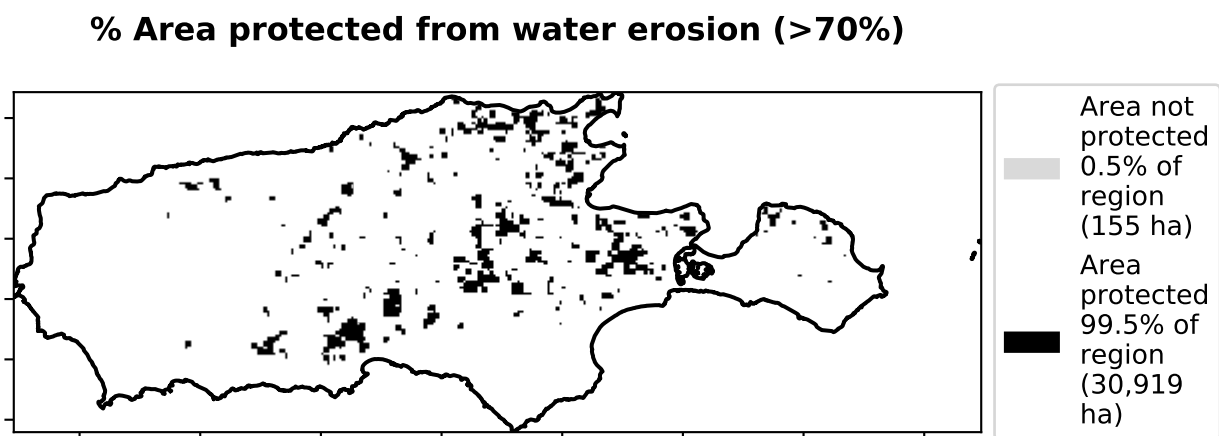 % Area protected from water erosion (>70%)
Area not
protected
0.5% of
region
(155 ha)
Area
protected
99.5% of
region
(30,919
ha)